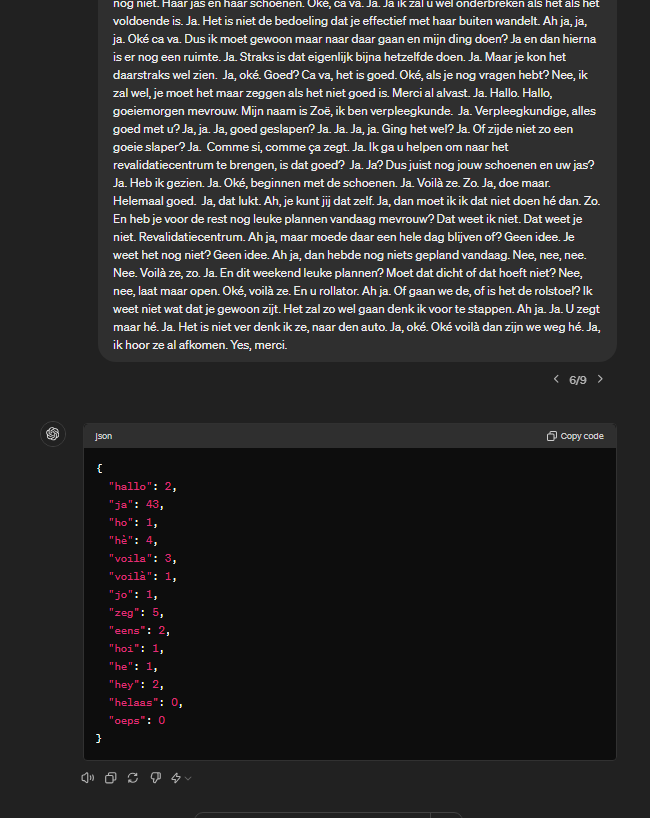 nog niet. Haar jas en haar schoenen. Oké, ca va. Ja. Ja ik zal u wel onderbreken als het als het
voldoende is. Ja. Het is niet de bedoeling dat je effectief met haar buiten wandelt. Ah ja, ja,
ja. Oké ca va. Dus ik moet gewoon maar naar daar gaan en mijn ding doen? Ja en dan hierna
is er nog een ruimte. Ja. Straks is dat eigenlijk bijna hetzelfde doen. Ja. Maar je kon het
daarstraks wel zien. Ja, oké. Goed? Ca va, het is goed. Oké, als je nog vragen hebt? Nee, ik
zal wel, je moet het maar zeggen als het niet goed is. Merci al alvast. Ja. Hallo. Hallo,
goeiemorgen mevrouw. Mijn naam is Zoë, ik ben verpleegkunde. Ja. Verpleegkundige, alles
goed met u? Ja, ja. Ja, goed geslapen? Ja. Ja. Ja, ja. Ging het wel? Ja. Of zijde niet zo een
goeie slaper? Ja. Comme si, comme ça zegt. Ja. Ik ga u helpen om naar het
revalidatiecentrum te brengen, is dat goed? Ja. Ja? Dus juist nog jouw schoenen en uw jas?
Ja. Heb ik gezien. Ja. Oké, beginnen met de schoenen. Ja. Voilà ze. Zo. Ja, doe maar.
Helemaal goed. Ja, dat lukt. Ah, je kunt jij dat zelf. Ja, dan moet ik ik dat niet doen hé dan. Zo.
En heb je voor de rest nog leuke plannen vandaag mevrouw? Dat weet ik niet. Dat weet je
niet. Revalidatiecentrum. Ah ja, maar moede daar een hele dag blijven of? Geen idee. Je
weet het nog niet? Geen idee. Ah ja, dan hebde nog niets gepland vandaag. Nee, nee, nee.
Nee. Voilà ze, zo. Ja. En dit weekend leuke plannen? Moet dat dicht of dat hoeft niet? Nee,
nee, laat maar open. Oké, voilà ze. En u rollator. Ah ja. Of gaan we de, of is het de rolstoel? Ik
weet niet wat dat je gewoon zijt. Het zal zo wel gaan denk ik voor te stappen. Ah ja. Ja. U zegt
maar hé. Ja. Het is niet ver denk ik ze, naar den auto. Ja, oké. Oké voilà dan zijn we weg hé. Ja,
ik hoor ze al afkomen. Yes, merci.
6/9
json
Copy code
{
"hallo": 2,
"ja": 43,
"ho": 1,
"hè": 4,
"voila": 3,
"voilà": 1,
"jo": 1,
"zeg": 5,
"eens": 2,
"hoi": 1,
"he": 1,
"hey": 2,
"helaas": 0,
"oeps": 0
}